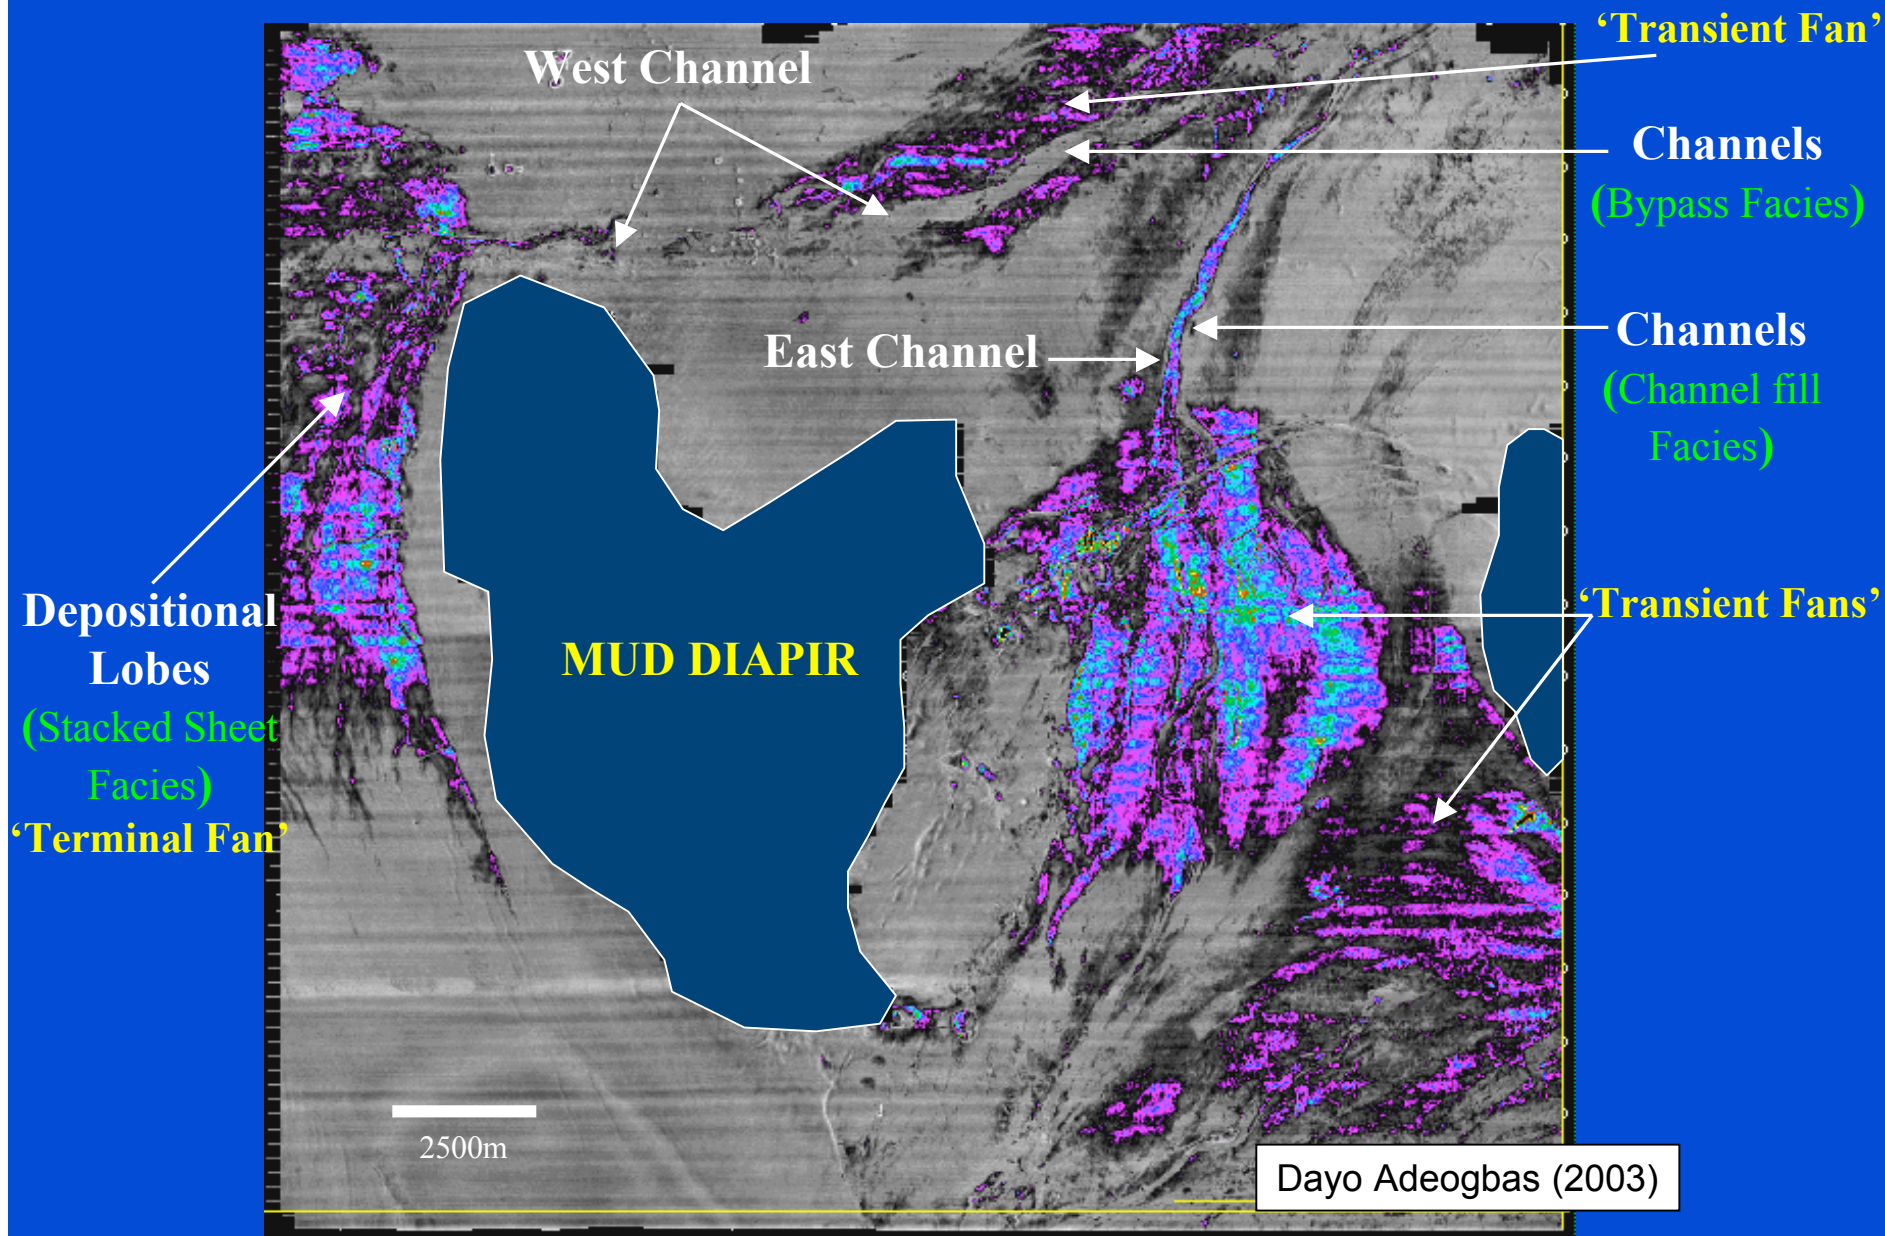 ‘Transient Fan’
West Channel
Channels
(Bypass Facies)
East Channel
Channels
(Channel fill
Facies)
Depositional
Lobes
(Stacked Sheet
Facies)
‘Terminal Fan’
MUD DIAPIR
‘Transient Fans’
2500m
Dayo Adeogbas (2003)